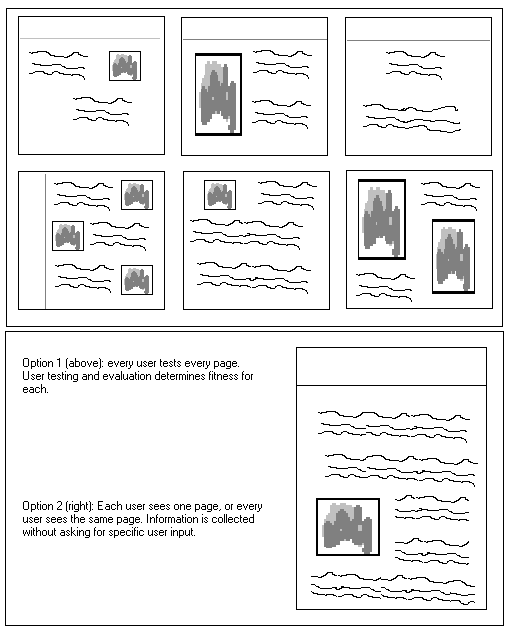 Option 1 (above): every user tests every page.
User testing and evaluation determines fitness for
each.
Option 2 (right): Each user sees one page, or every
user sees the same page. Information is collected
without asking for specific user input.